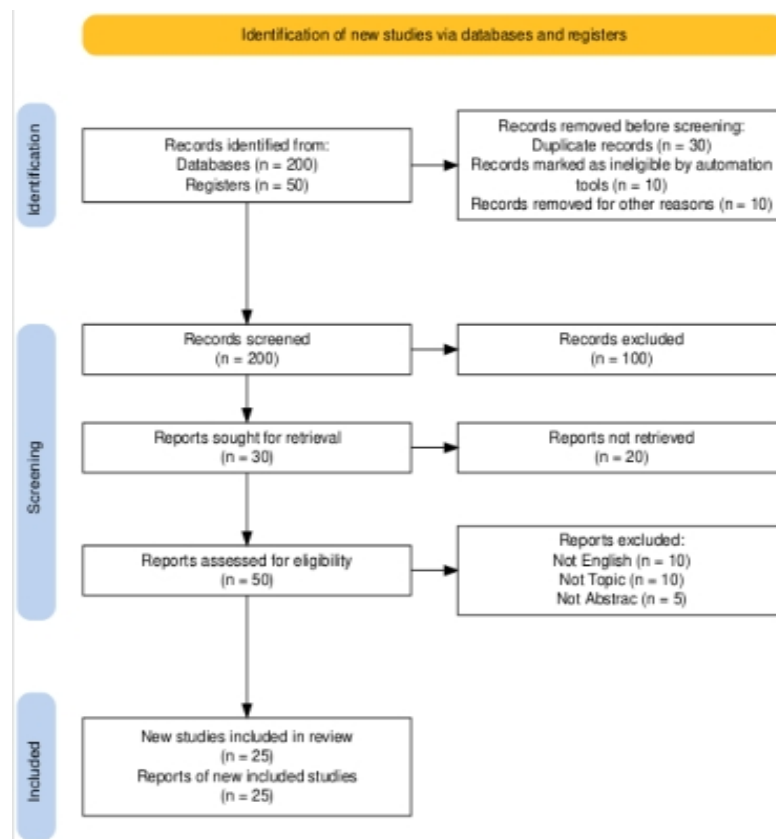 Identification of new studies via databases and registers
Identification
Records identified from:
Databases (n = 200)
Registers (n = 50)
Records removed before screening:
Duplicate records (n = 30)
Records marked as ineligible by automation
tools (n = 10)
Records removed for other reasons (n = 10)
Screening
Records screened
(n = 200)
Records excluded
(n = 100)
Reports sought for retrieval
(n = 30)
Reports not retrieved
(n = 20)
Reports assessed for eligibility
(n = 50)
Reports excluded:
Not English (n = 10)
Not Topic (n = 10)
Not Abstrac (n = 5)
Included
New studies included in review
(n = 25)
Reports of new included studies
(n = 25)